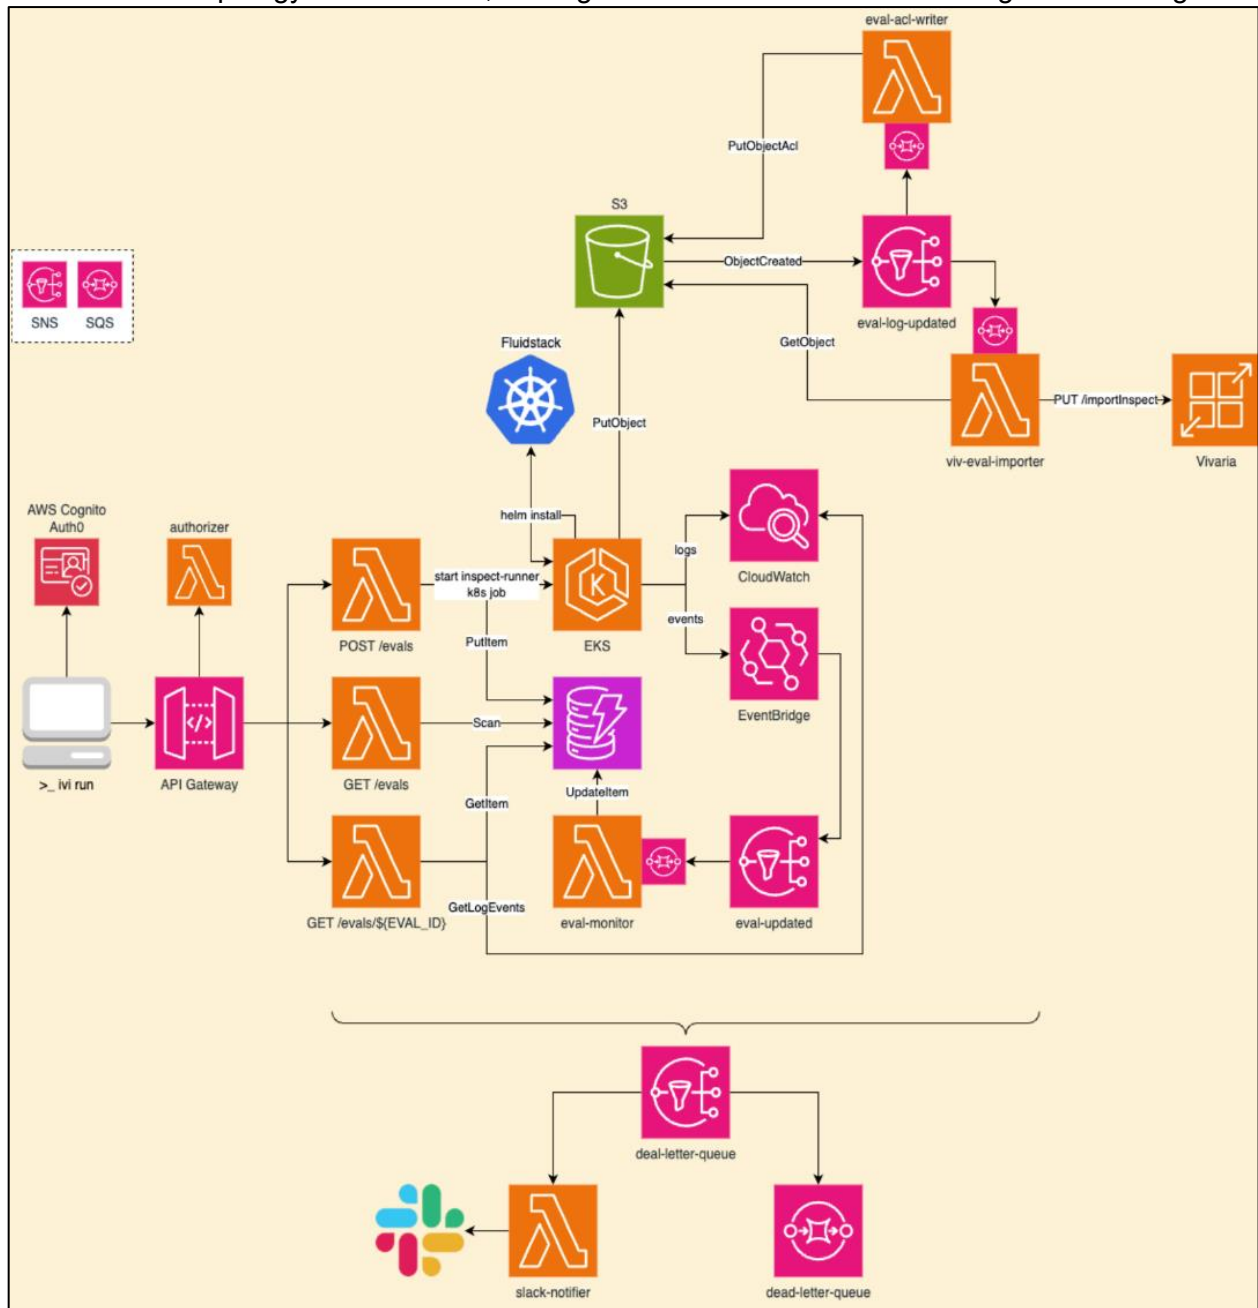 eval-acl-writer
PutObjectAcl
S3
ObjectCreated
SNS
SQS
eval-log-updated
GetObject
Fluidstack
PutObject
PUT /importInspect
viv-eval-importer
Vivaria
AWS Cognito
Auth0
authorizer
helm install
logs
CloudWatch
start inspect-runner
k8s job
events
POST /evals
PutItem
EKS
EventBridge
Scan
>_ ivi run
API Gateway
GET /evals
UpdateItem
GetItem
GetLogEvents
GET /evals/${EVAL_ID}
eval-monitor
eval-updated
deal-letter-queue
slack-notifier
dead-letter-queue